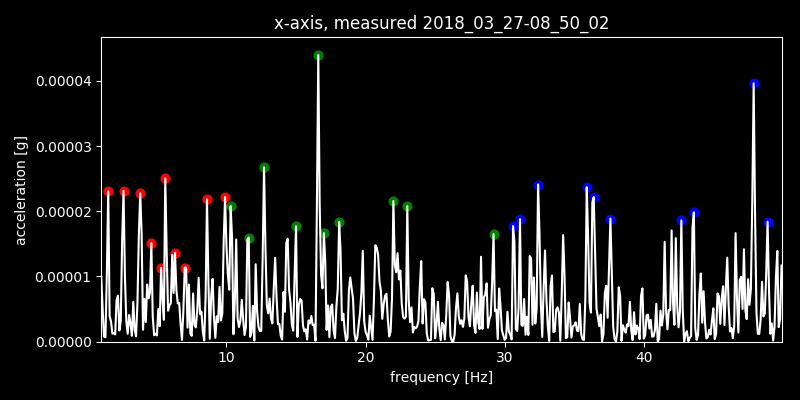 x-axis, measured 2018_03_27-08_50_02
acceleration [g]
0.00004
0.00003
0.00002
0.00001
0.00000
10 20 30 40
frequency [Hz]